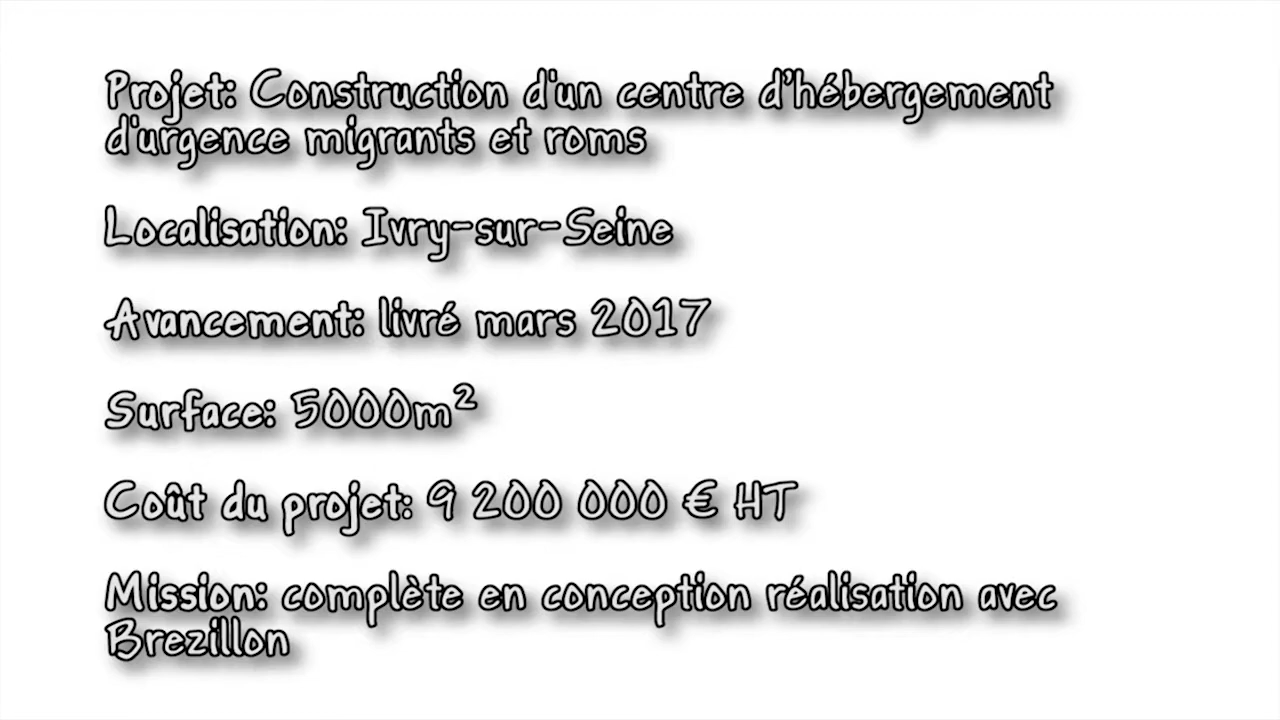 Projet: Construction d'un centre d’hébergement
d'urgence migrants et roms
Localisation: Ivry-sur-Seine
Avancement: livré mars 2017
Surface: 5000m²
Coût du projet: 9 200 000 € HT
Mission: complète en conception réalisation avec
Brezillon